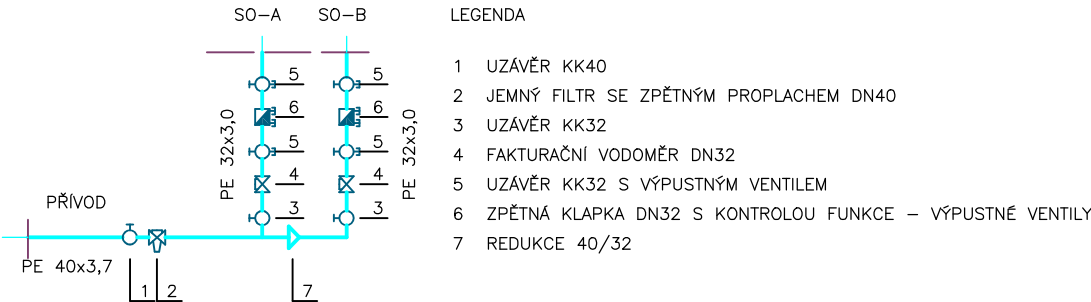 SO-A SO-B LEGENDA
1 UZÁVĚR KK40
2 JEMNÝ FILTR SE ZPĚTNÝM PROPLACHEM DN40
3 UZÁVĚR KK32
4 FAKTURAČNÍ VODOMĚR DN32
5 UZÁVĚR KK32 S VÝPUSTNÝM VENTILEM
6 ZPĚTNÁ KLAPKA DN32 S KONTROLOU FUNKCE – VÝPUSTNÉ VENTILY
7 REDUKCE 40/32
5 5
6 6
PE 32x3,0 PE 32x3,0
5 5
4 4
3 3
PŘÍVOD
PE 40x3,7
1 2 7